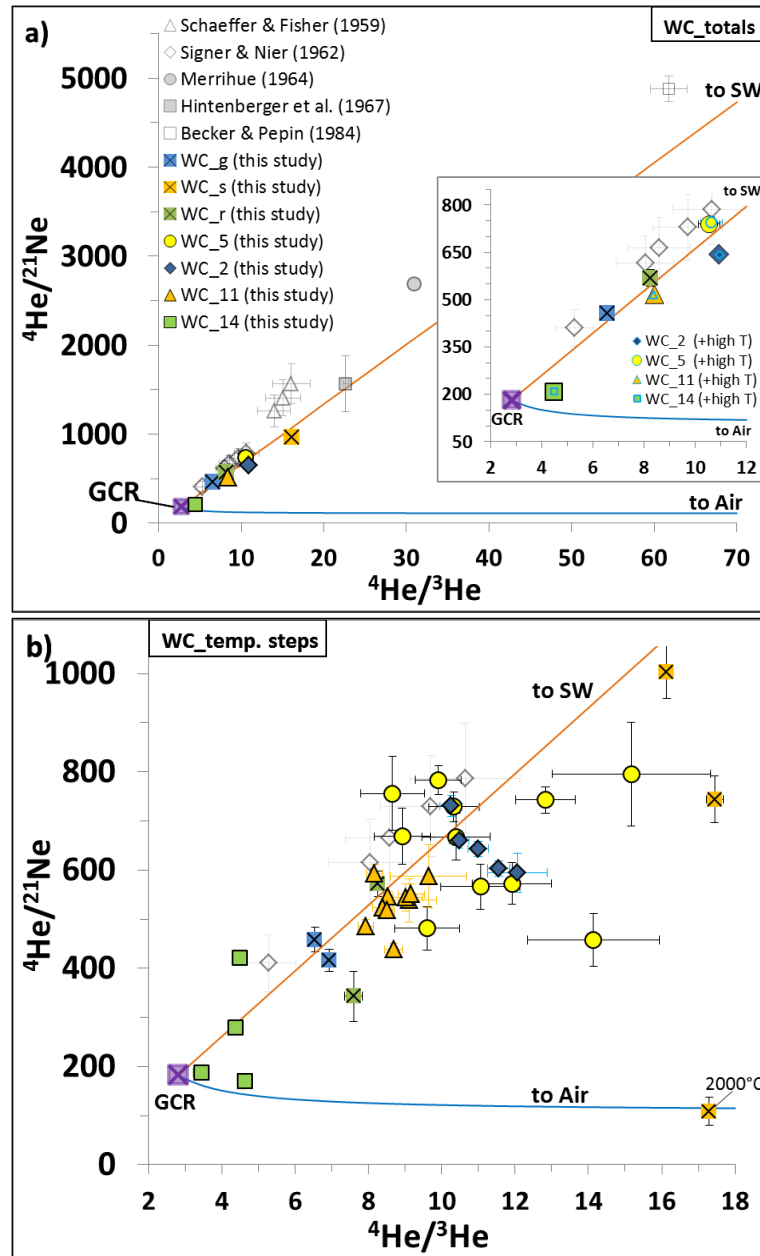 a)
WC_totals
Schaeffer & Fisher (1959)
Signer & Nier (1962)
Merrihue (1964)
Hintenberger et al. (1967)
Becker & Pepin (1984)
WC_g (this study)
WC_s (this study)
WC_r (this study)
WC_5 (this study)
WC_2 (this study)
WC_11 (this study)
WC_14 (this study)
to SW
5000
4500
4000
3500
3000
2500
2000
1500
1000
500
0
⁴He/²¹Ne
GCR
to Air
0 10 20 30 40 50 60 70
⁴He/³He
to SW
800
650
500
350
200
50
WC_2 (+high T)
WC_5 (+high T)
WC_11 (+high T)
WC_14 (+high T)
GCR
to Air
2 4 6 8 10 12
b)
WC_temp. steps
to SW
1000
800
600
400
200
0
⁴He/²¹Ne
GCR
to Air
2000°C
2 4 6 8 10 12 14 16 18
⁴He/³He